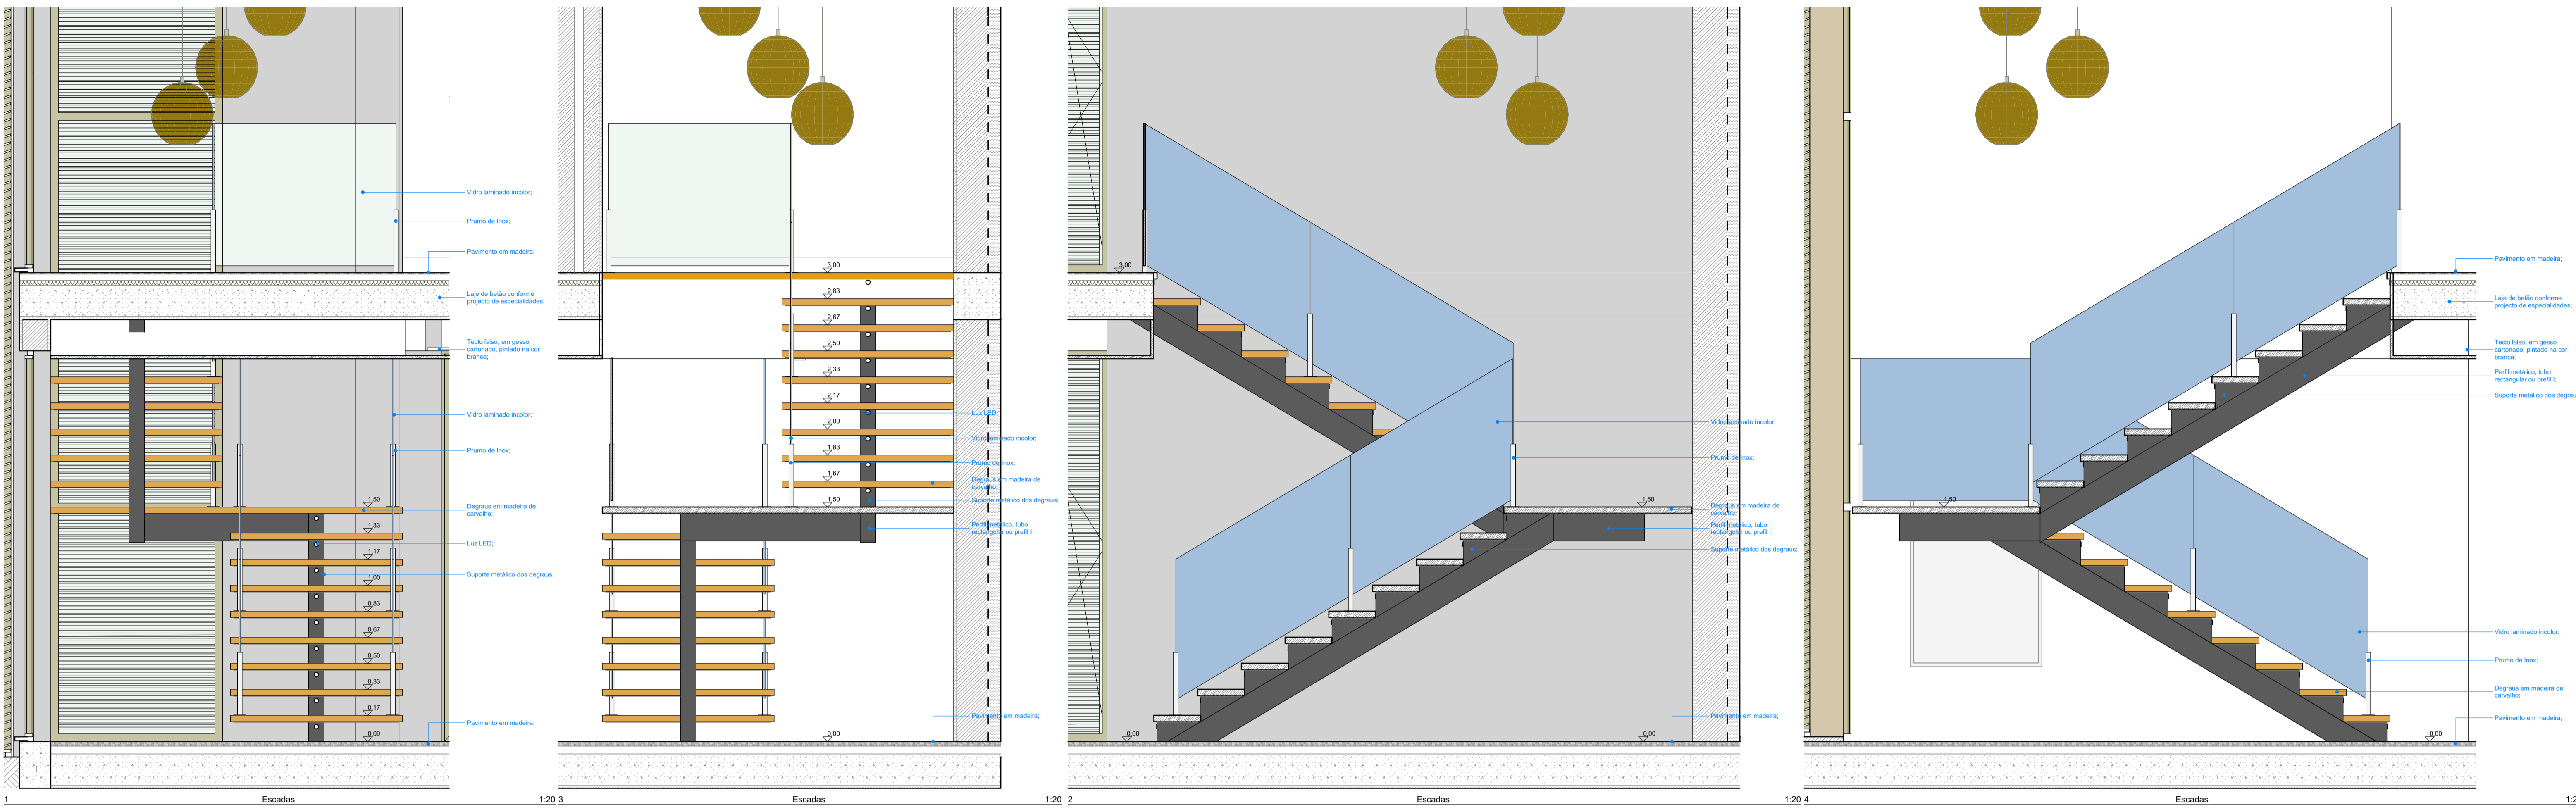 Vidro laminado incolor;
Prumo de Inox;
Pavimento em madeira;
Laje de betão conforme
projecto de especialidades;
Tecto falso, em gesso
cartonado, pintado na cor
branca;
Vidro laminado incolor;
Prumo de Inox;
1,50
Degraus em madeira de
carvalho;
1,33
Luz LED;
1,17
Suporte metálico dos degraus;
1,00
0,83
0,67
0,50
0,33
0,17
Pavimento em madeira;
0,00
1
Escadas
1:20
3,00
2,83
2,67
2,50
2,33
2,17
Luz LED;
2,00
Vidro laminado incolor;
1,83
Prumo de Inox;
1,67
Degraus em madeira de
carvalho;
1,50
Suporte metálico dos degraus;
Perfil metálico, tubo
rectangular ou prefil I;
Pavimento em madeira;
0,00
3
Escadas
1:20
3,00
Vidro laminado incolor;
Prumo de Inox;
1,50
Degraus em madeira de
carvalho;
Perfil metálico, tubo
rectangular ou prefil I;
Suporte metálico dos degraus;
Pavimento em madeira;
0,00
0,00
2
Escadas
1:20
Pavimento em madeira;
Laje de betão conforme
projecto de especialidades;
Tecto falso, em gesso
cartonado, pintado na cor
branca;
Perfil metálico, tubo
rectangular ou prefil I;
Suporte metálico dos degrau
1,50
Vidro laminado incolor;
Prumo de Inox;
Degraus em madeira de
carvalho;
Pavimento em madeira;
0,00
4
Escadas
1:2